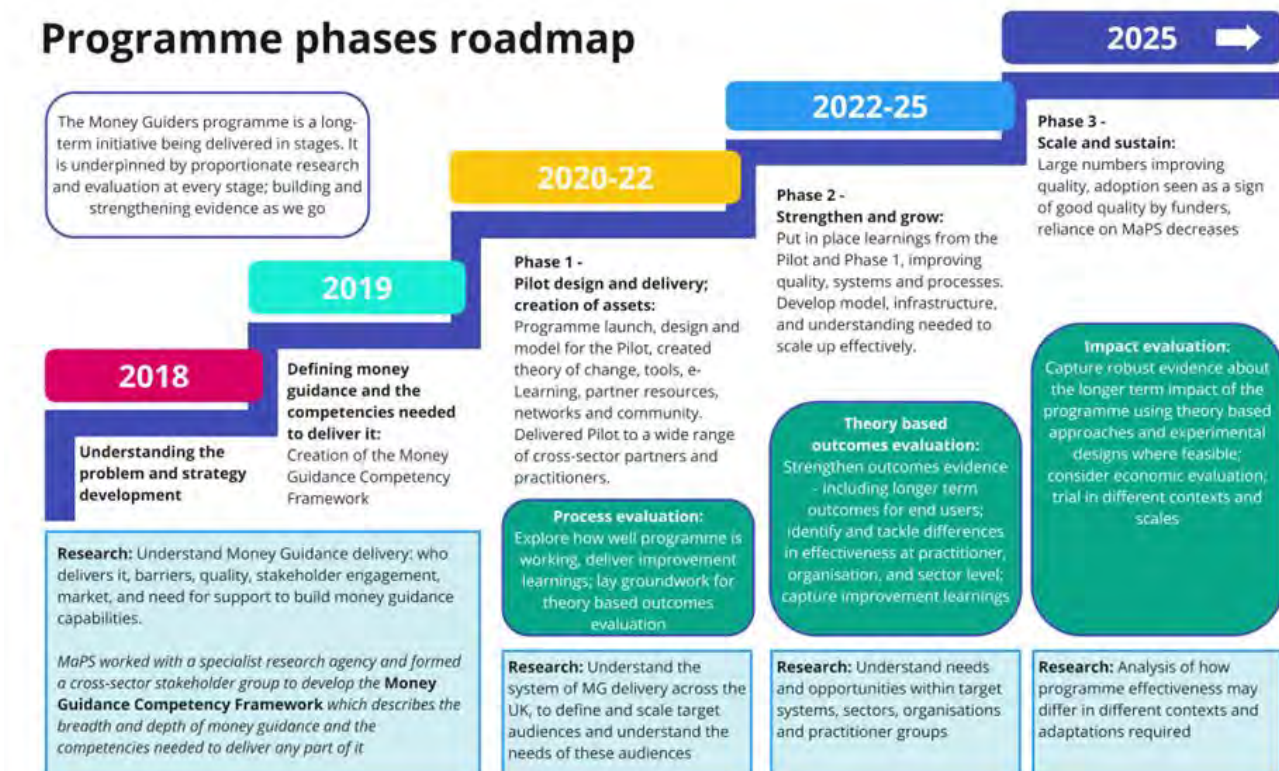 Programme phases roadmap
The Money Guiders programme is a long-
term initiative being delivered in stages. It
is underpinned by proportionate research
and evaluation at every stage; building and
strengthening evidence as we go
2018
Understanding the
problem and strategy
development
2019
Defining money
guidance and the
competencies needed
to deliver it:
Creation of the Money
Guidance Competency
Framework
Research: Understand Money Guidance delivery: who
delivers it, barriers, quality, stakeholder engagement,
market, and need for support to build money guidance
capabilities.
MaPS worked with a specialist research agency and formed
a cross-sector stakeholder group to develop the Money
Guidance Competency Framework which describes the
breadth and depth of money guidance and the
competencies needed to deliver any part of it
2020-22
Phase 1 -
Pilot design and delivery;
creation of assets:
Programme launch, design and
model for the Pilot, created
theory of change, tools, e-
Learning, partner resources,
networks and community.
Delivered Pilot to a wide range
of cross-sector partners and
practitioners.
Process evaluation:
Explore how well programme is
working, deliver improvement
learnings; lay groundwork for
theory based outcomes
evaluation
Research: Understand the
system of MG delivery across the
UK, to define and scale target
audiences and understand the
needs of these audiences
2022-25
Phase 2 -
Strengthen and grow:
Put in place learnings from the
Pilot and Phase 1, improving
quality, systems and processes.
Develop model, infrastructure,
and understanding needed to
scale up effectively.
Theory based
outcomes evaluation:
Strengthen outcomes evidence
- including longer term
outcomes for end users;
identify and tackle differences
in effectiveness at practitioner,
organisation, and sector level;
capture improvement learnings
Research: Understand needs
and opportunities within target
systems, sectors, organisations
and practitioner groups
2025
Phase 3 -
Scale and sustain:
Large numbers improving
quality, adoption seen as a sign
of good quality by funders,
reliance on MaPS decreases
Impact evaluation:
Capture robust evidence about
the longer term impact of the
programme using theory based
approaches and experimental
designs where feasible;
consider economic evaluation;
trial in different contexts and
scales
Research: Analysis of how
programme effectiveness may
differ in different contexts and
adaptations required